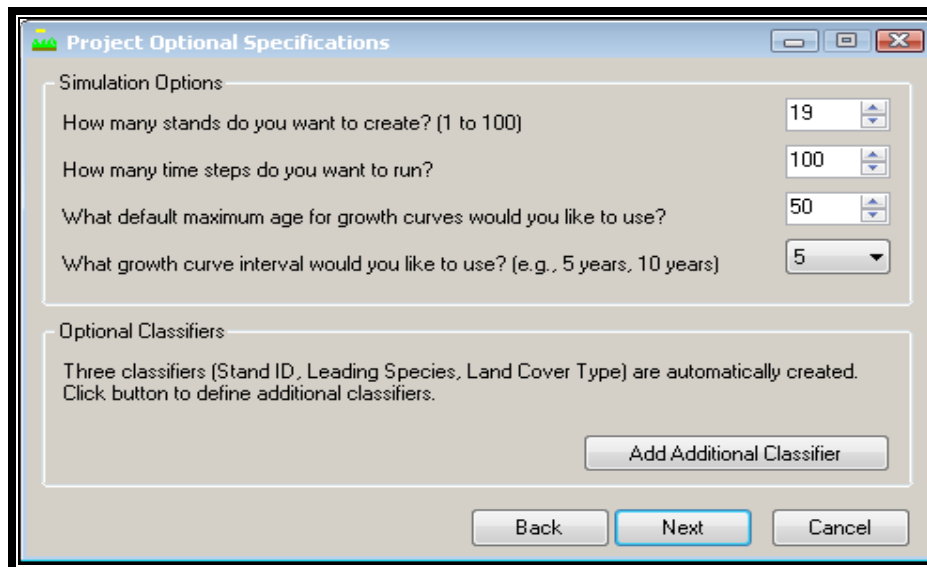 Project Optional Specifications
Simulation Options
How many stands do you want to create? (1 to 100)
19
How many time steps do you want to run?
100
What default maximum age for growth curves would you like to use?
50
What growth curve interval would you like to use? (e.g., 5 years, 10 years)
5
Optional Classifiers
Three classifiers (Stand ID, Leading Species, Land Cover Type) are automatically created.
Click button to define additional classifiers.
Add Additional Classifier
Back
Next
Cancel